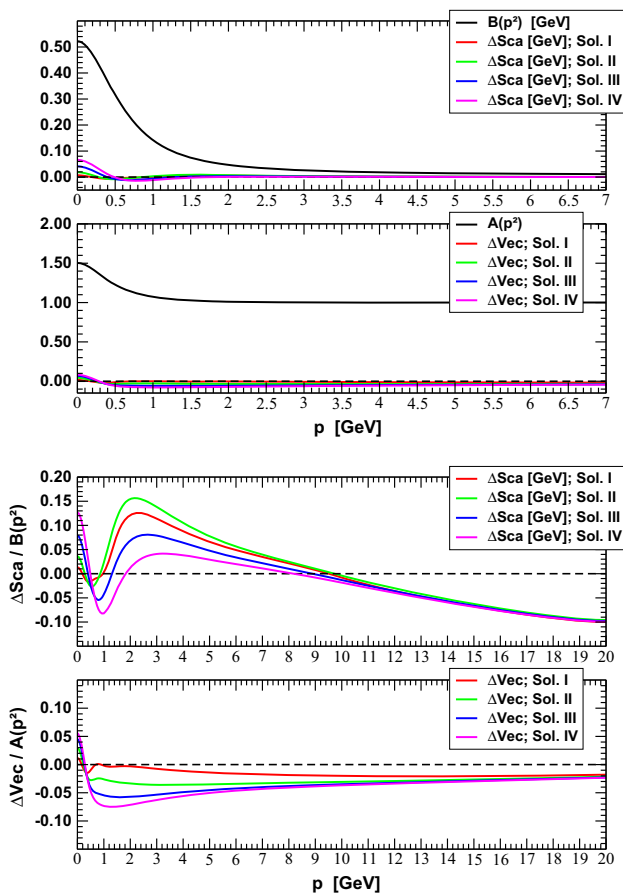 B(p²) [GeV]
ΔSca [GeV]; Sol. I
ΔSca [GeV]; Sol. II
ΔSca [GeV]; Sol. III
ΔSca [GeV]; Sol. IV
0.50
0.40
0.30
0.20
0.10
0.00
0 0.5 1 1.5 2 2.5 3 3.5 4 4.5 5 5.5 6 6.5 7
A(p²)
ΔVec; Sol. I
ΔVec; Sol. II
ΔVec; Sol. III
ΔVec; Sol. IV
2.00
1.50
1.00
0.50
0.00
0 0.5 1 1.5 2 2.5 3 3.5 4 4.5 5 5.5 6 6.5 7
p [GeV]
ΔSca / B(p²)
ΔSca [GeV]; Sol. I
ΔSca [GeV]; Sol. II
ΔSca [GeV]; Sol. III
ΔSca [GeV]; Sol. IV
0.20
0.15
0.10
0.05
0.00
-0.05
-0.10
0 1 2 3 4 5 6 7 8 9 10 11 12 13 14 15 16 17 18 19 20
ΔVec / A(p²)
ΔVec; Sol. I
ΔVec; Sol. II
ΔVec; Sol. III
ΔVec; Sol. IV
0.10
0.05
0.00
-0.05
-0.10
0 1 2 3 4 5 6 7 8 9 10 11 12 13 14 15 16 17 18 19 20
p [GeV]